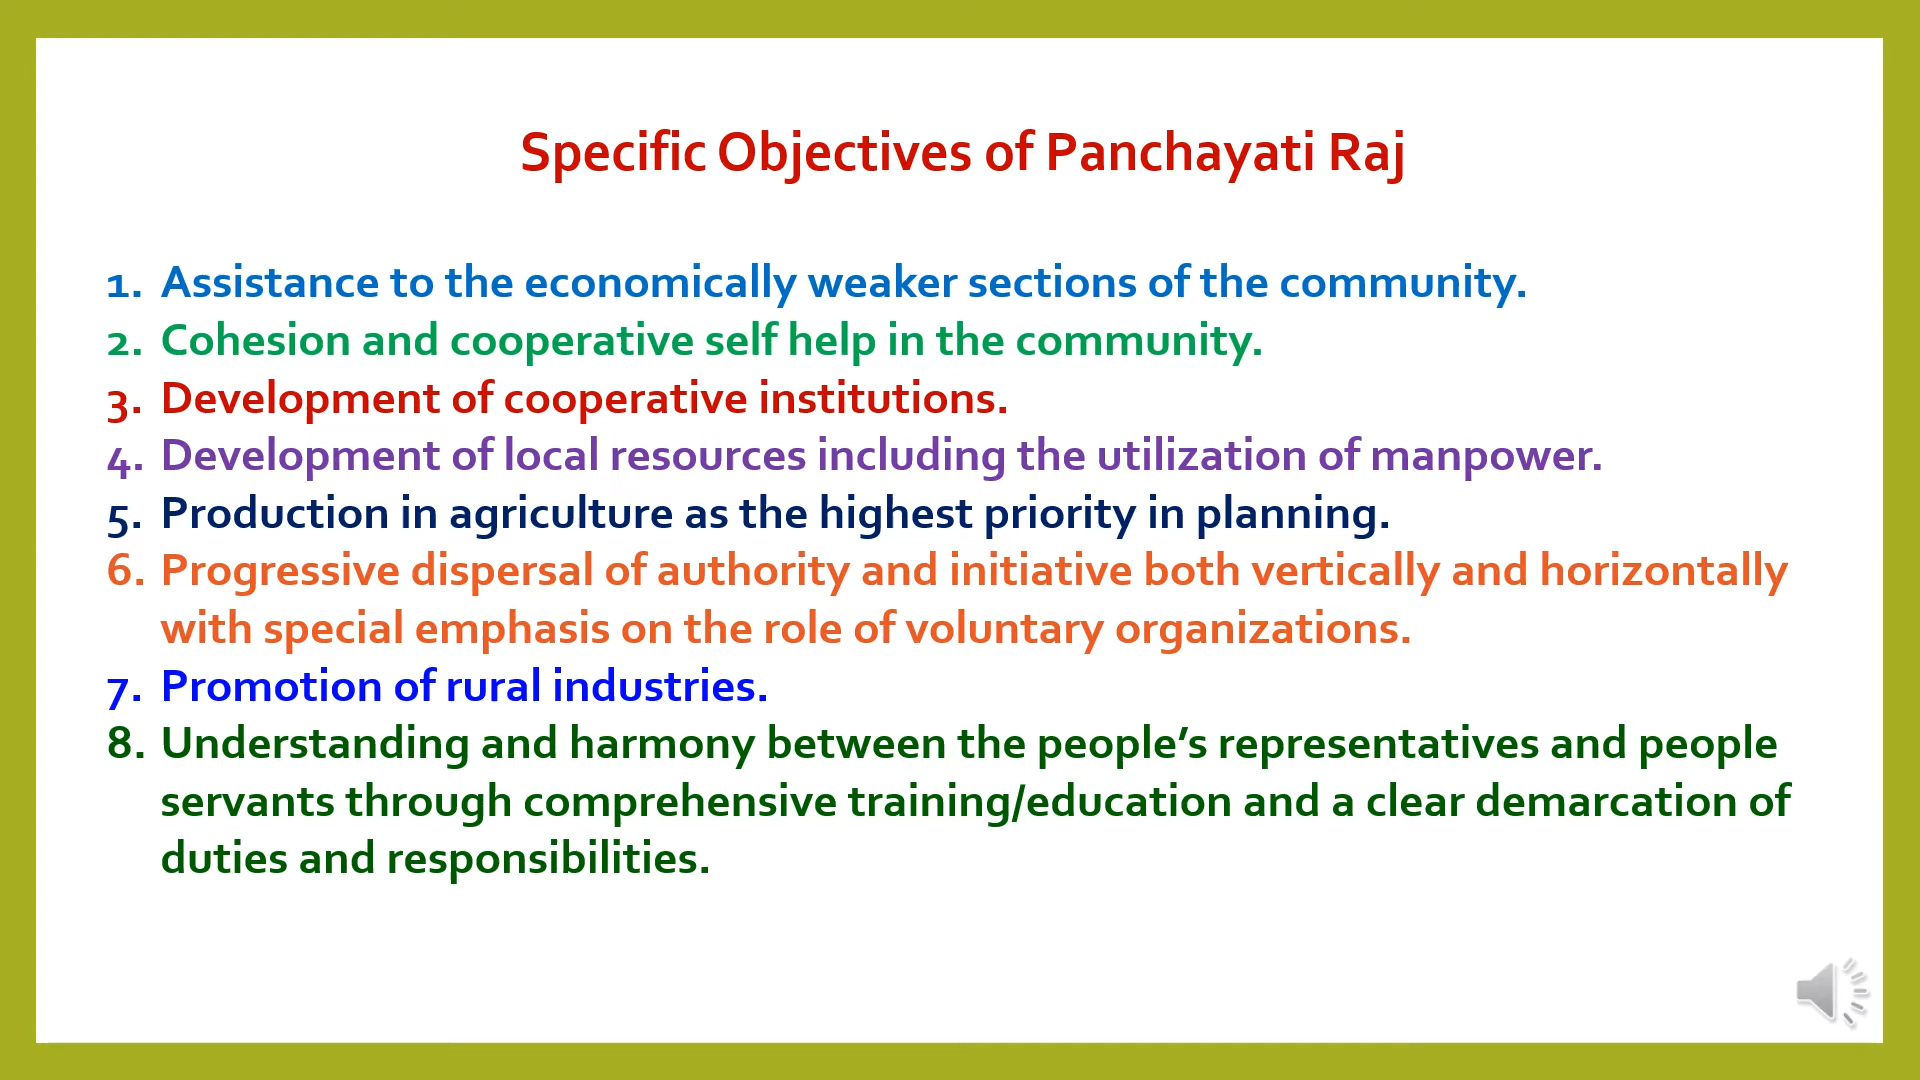 Specific Objectives of Panchayati Raj
1. Assistance to the economically weaker sections of the community.
2. Cohesion and cooperative self help in the community.
3. Development of cooperative institutions.
4. Development of local resources including the utilization of manpower.
5. Production in agriculture as the highest priority in planning.
6. Progressive dispersal of authority and initiative both vertically and horizontally
with special emphasis on the role of voluntary organizations.
7. Promotion of rural industries.
8. Understanding and harmony between the people’s representatives and people
servants through comprehensive training/education and a clear demarcation of
duties and responsibilities.